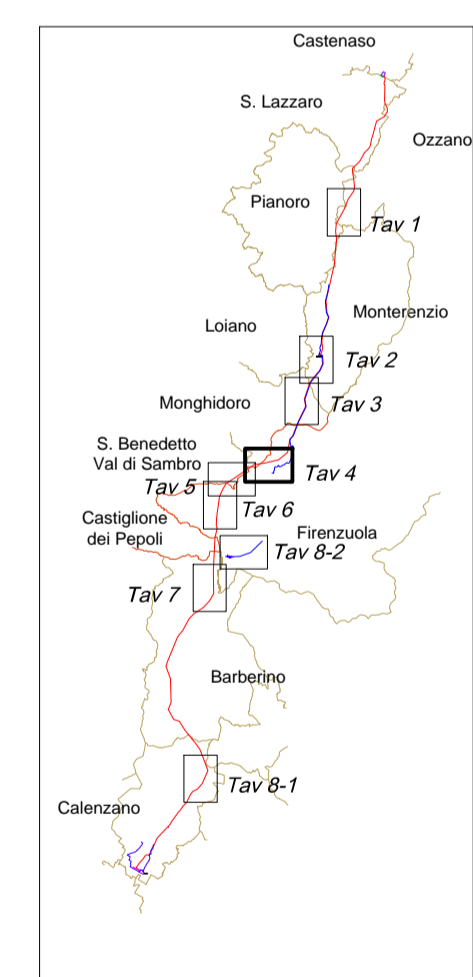 Castenaso
S. Lazzaro
Ozzano
Pianoro
Tav 1
Monterenzio
Loiano
Tav 2
Monghidoro
Tav 3
S. Benedetto
Val di Sambro
Tav 4
Tav 5
Tav 6
Castiglione
dei Pepoli
Firenzuola
Tav 8-2
Tav 7
Barberino
Tav 8-1
Calenzano